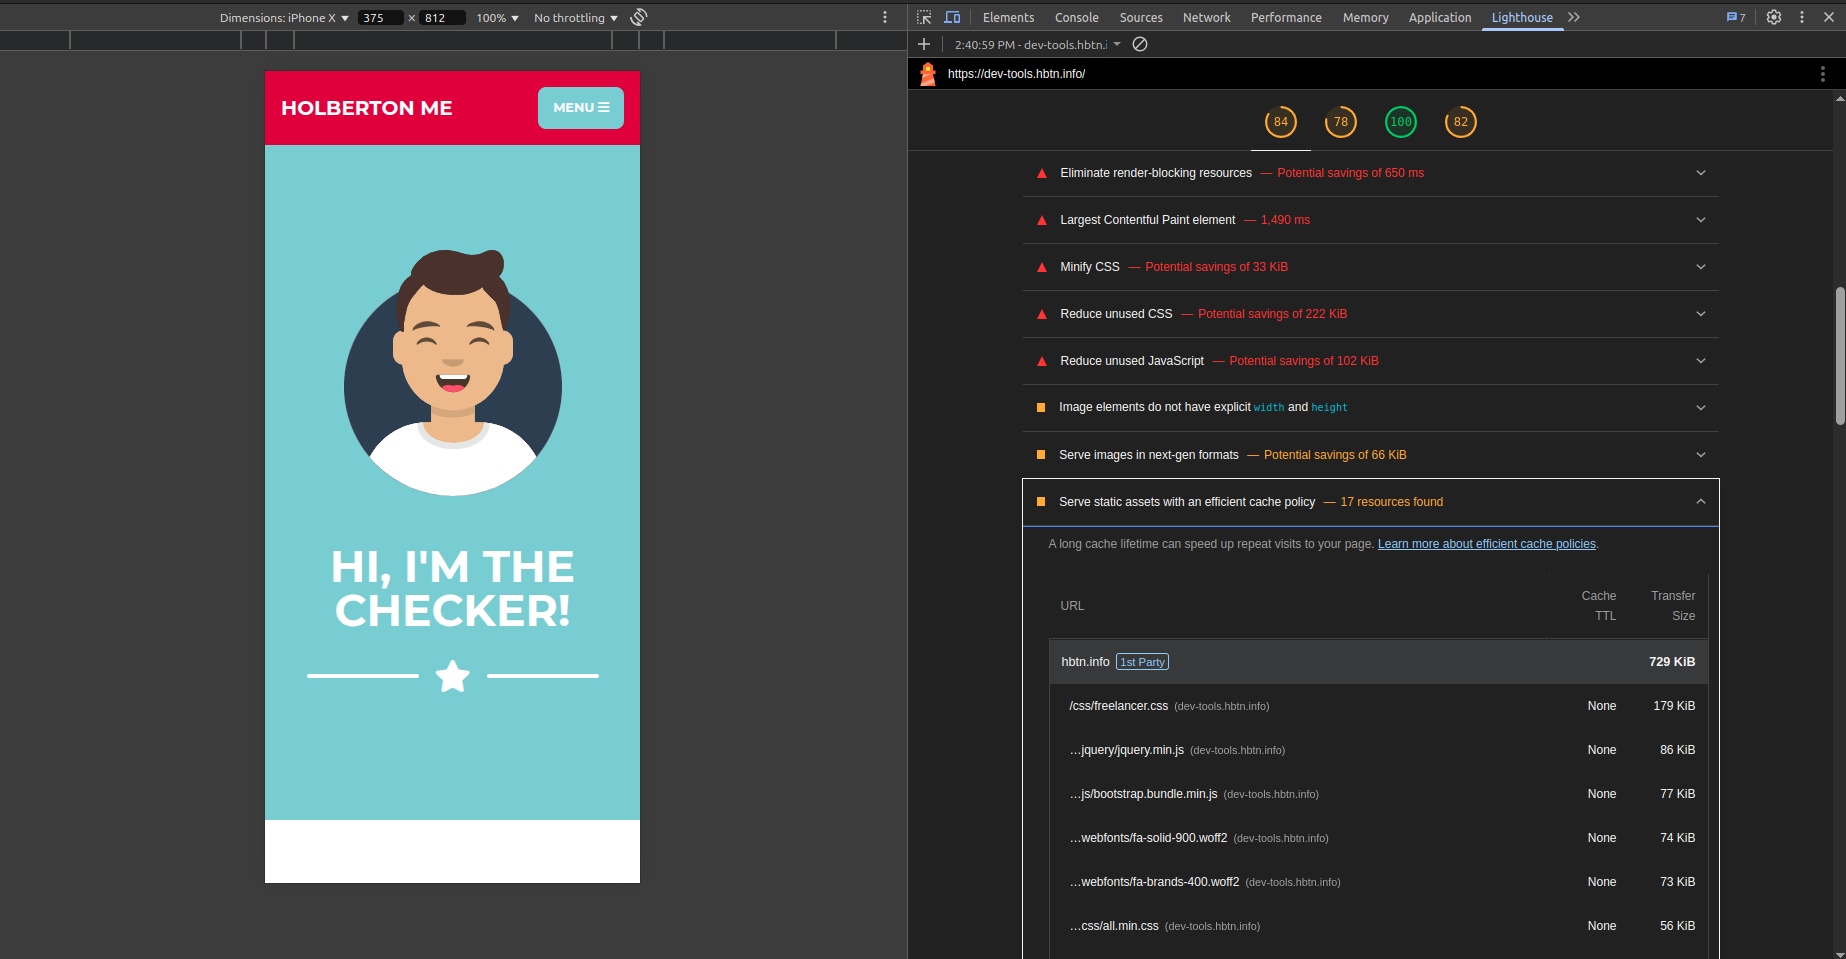 Dimensions: iPhone X 375 × 812 100% No throttling
Elements Console Sources Network Performance Memory Application Lighthouse 7
2:40:59 PM - dev-tools.hbtn.i
https://dev-tools.hbtn.info/
HOLBERTON ME
MENU
HI, I'M THE
CHECKER!
84 78 100 82
Eliminate render-blocking resources — Potential savings of 650 ms
Largest Contentful Paint element — 1,490 ms
Minify CSS — Potential savings of 33 KiB
Reduce unused CSS — Potential savings of 222 KiB
Reduce unused JavaScript — Potential savings of 102 KiB
Image elements do not have explicit width and height
Serve images in next-gen formats — Potential savings of 66 KiB
Serve static assets with an efficient cache policy — 17 resources found
A long cache lifetime can speed up repeat visits to your page. Learn more about efficient cache policies.
URL Cache TTL Transfer Size
hbtn.info 1st Party 729 KiB
/css/freelancer.css (dev-tools.hbtn.info) None 179 KiB
…jquery/jquery.min.js (dev-tools.hbtn.info) None 86 KiB
…js/bootstrap.bundle.min.js (dev-tools.hbtn.info) None 77 KiB
…webfonts/fa-solid-900.woff2 (dev-tools.hbtn.info) None 74 KiB
…webfonts/fa-brands-400.woff2 (dev-tools.hbtn.info) None 73 KiB
…css/all.min.css (dev-tools.hbtn.info) None 56 KiB